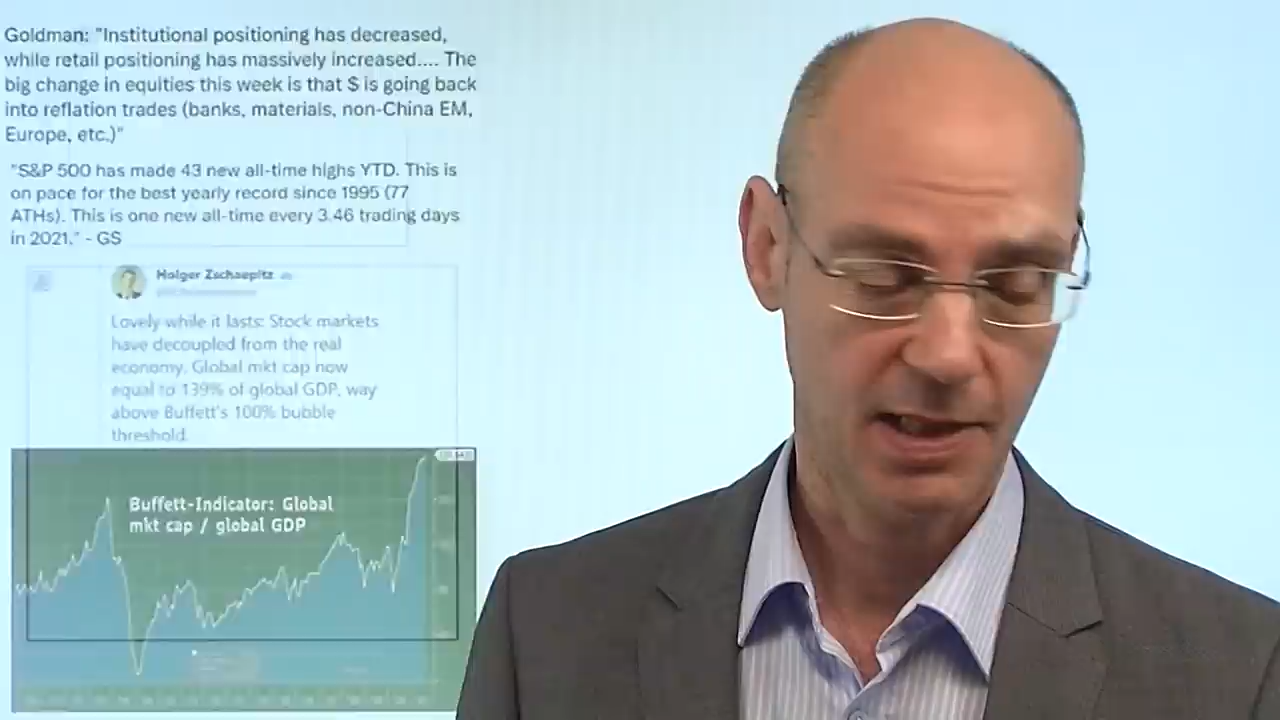 Goldman: "Institutional positioning has decreased,
while retail positioning has massively increased.... The
big change in equities this week is that $ is going back
into reflation trades (banks, materials, non-China EM,
Europe, etc.)"
"S&P 500 has made 43 new all-time highs YTD. This is
on pace for the best yearly record since 1995 (77
ATHs). This is one new all-time every 3.46 trading days
in 2021." - GS
Holger Zschaepitz
Lovely while it lasts: Stock markets
have decoupled from the real
economy. Global mkt cap now
equal to 139% of global GDP, way
above Buffett's 100% bubble
threshold.
Buffett-Indicator: Global
mkt cap / global GDP